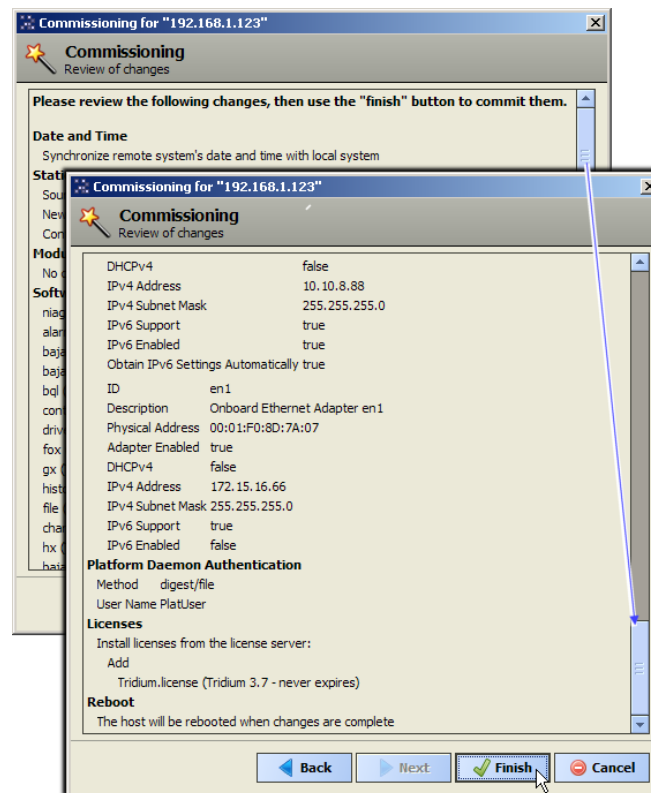 Commissioning for "192.168.1.123"
Commissioning
Review of changes
Please review the following changes, then use the "finish" button to commit them.
Date and Time
Synchronize remote system's date and time with local system
Commissioning for "192.168.1.123"
Commissioning
Review of changes
DHCPv4 false
IPv4 Address 10.10.8.88
IPv4 Subnet Mask 255.255.255.0
IPv6 Support true
IPv6 Enabled true
Obtain IPv6 Settings Automatically true
ID en1
Description Onboard Ethernet Adapter en1
Physical Address 00:01:F0:8D:7A:07
Adapter Enabled true
DHCPv4 false
IPv4 Address 172.15.16.66
IPv4 Subnet Mask 255.255.255.0
IPv6 Support true
IPv6 Enabled false
Platform Daemon Authentication
Method digest/file
User Name PlatUser
Licenses
Install licenses from the license server:
Add
Tridium.license (Tridium 3.7 - never expires)
Reboot
The host will be rebooted when changes are complete
Back Next Finish Cancel